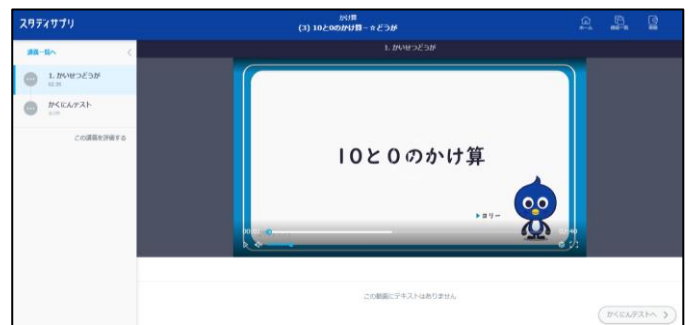 スタディサプリ
かけ算
(3) 10と0のかけ算-☆どうが
ホーム
講義一覧へ
1. かいせつどうが
1. かいせつどうが
かくにんテスト
この講義を評価する
10と0のかけ算
▶ヨリー
00:00
02:40
この動画にテキストはありません
かくにんテストへ